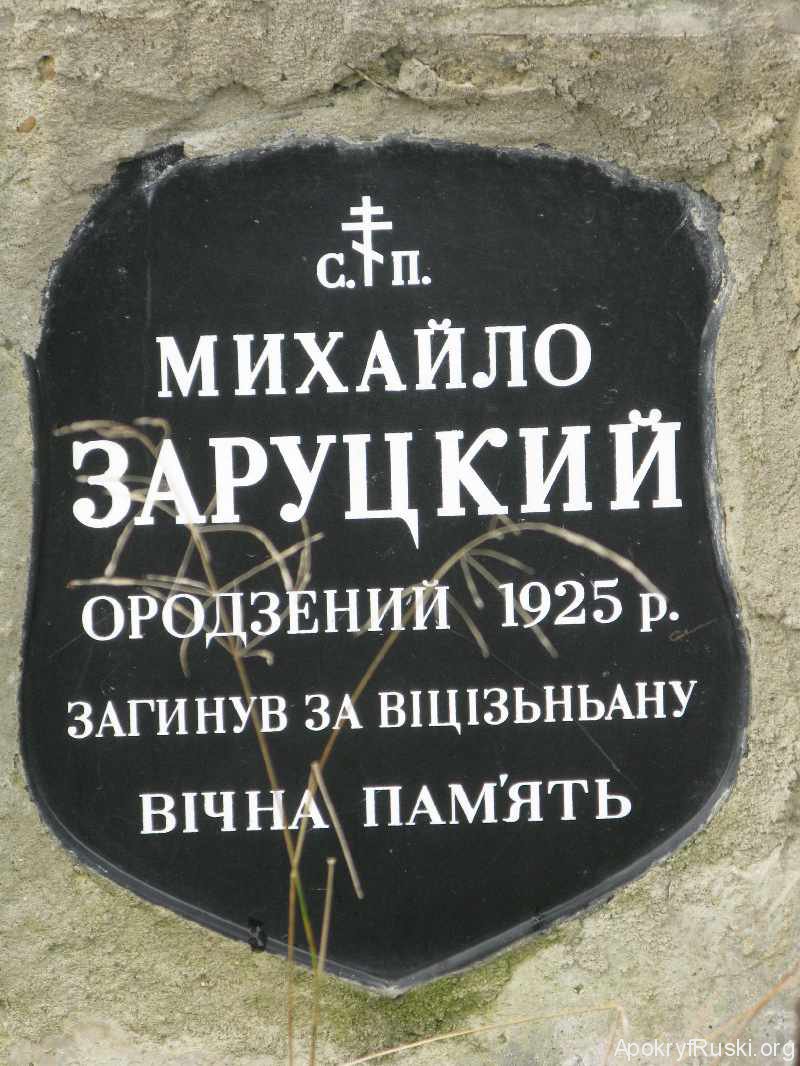 С. П.
МИХАЙЛО
ЗАРУЦКИЙ
ОРОДЗЕНИЙ 1925 р.
ЗАГИНУВ ЗА ВІЦІЗЬНЬАНУ
ВІЧНА ПАМ'ЯТЬ
ApokryfRuski.org